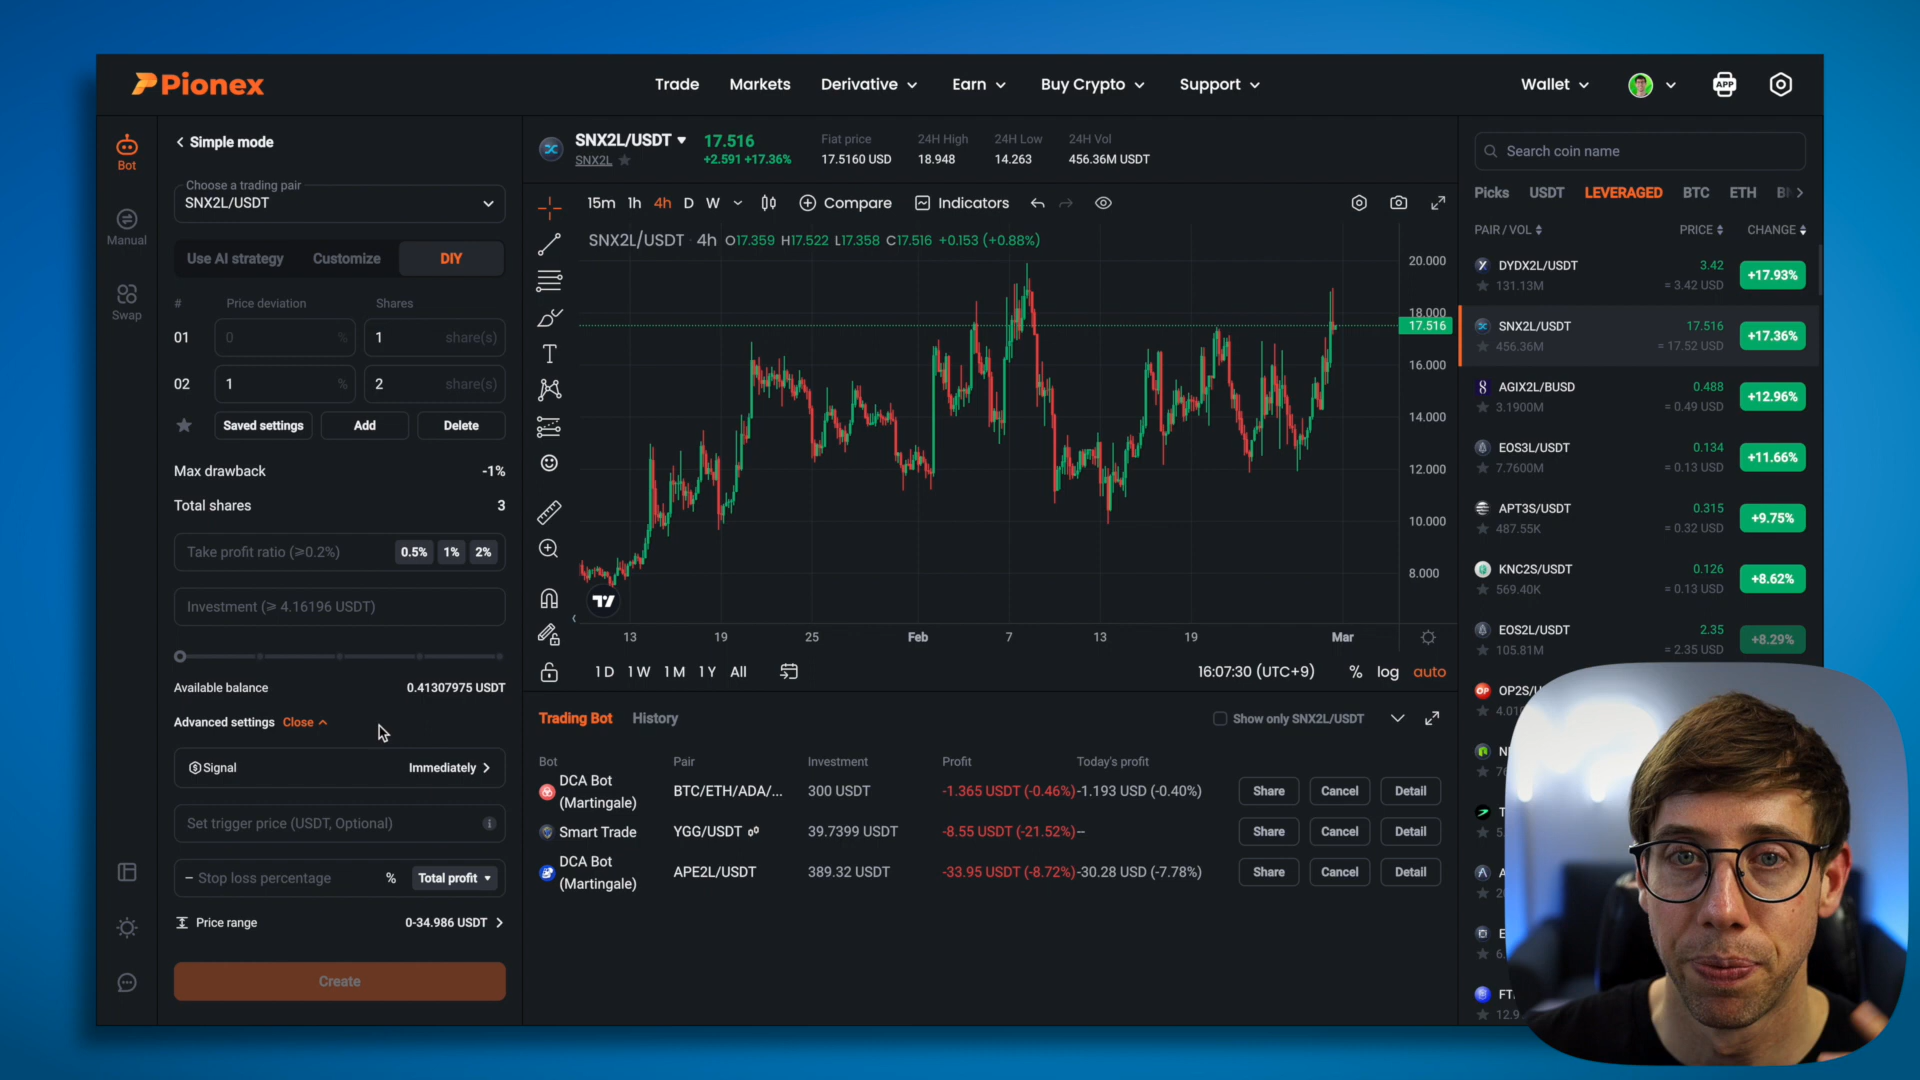 Pionex
Trade Markets Derivative Earn Buy Crypto Support
Wallet
APP
Bot
Manual
Swap
Simple mode
Choose a trading pair
SNX2L/USDT
Use AI strategy Customize DIY
# Price deviation Shares
01 0 % 1 share(s)
02 1 % 2 share(s)
Saved settings Add Delete
Max drawback -1%
Total shares 3
Take profit ratio (≥0.2%) 0.5% 1% 2%
Investment (≥ 4.16196 USDT)
Available balance 0.41307975 USDT
Advanced settings Close
Signal Immediately
Set trigger price (USDT, Optional)
– Stop loss percentage % Total profit
Price range 0-34.986 USDT
Create
SNX2L/USDT
SNX2L
17.516
+2.591 +17.36%
Fiat price
17.5160 USD
24H High
18.948
24H Low
14.263
24H Vol
456.36M USDT
15m 1h 4h D W Compare Indicators
SNX2L/USDT · 4h O17.359 H17.522 L17.358 C17.516 +0.153 (+0.88%)
20.000
18.000
17.516
16.000
14.000
12.000
10.000
8.000
13 19 25 Feb 7 13 19 Mar
1D 1W 1M 1Y All 16:07:30 (UTC+9) % log auto
Trading Bot History Show only SNX2L/USDT
Bot Pair Investment Profit Today's profit
DCA Bot
(Martingale) BTC/ETH/ADA/... 300 USDT -1.365 USDT (-0.46%) -1.193 USD (-0.40%) Share Cancel Detail
Smart Trade YGG/USDT 39.7399 USDT -8.55 USDT (-21.52%) -- Share Cancel Detail
DCA Bot
(Martingale) APE2L/USDT 389.32 USDT -33.95 USDT (-8.72%) -30.28 USD (-7.78%) Share Cancel Detail
Search coin name
Picks USDT LEVERAGED BTC ETH
PAIR / VOL PRICE CHANGE
DYDX2L/USDT 3.42 +17.93%
131.13M = 3.42 USD
SNX2L/USDT 17.516 +17.36%
456.36M = 17.52 USD
AGIX2L/BUSD 0.488 +12.96%
3.1900M = 0.49 USD
EOS3L/USDT 0.134 +11.66%
7.7600M = 0.13 USD
APT3S/USDT 0.315 +9.75%
487.55K = 0.32 USD
KNC2S/USDT 0.126 +8.62%
569.40K = 0.13 USD
EOS2L/USDT 2.35 +8.29%
105.81M = 2.35 USD
OP
OP2S/U
4.01
N
T
A
E
FT
12.9